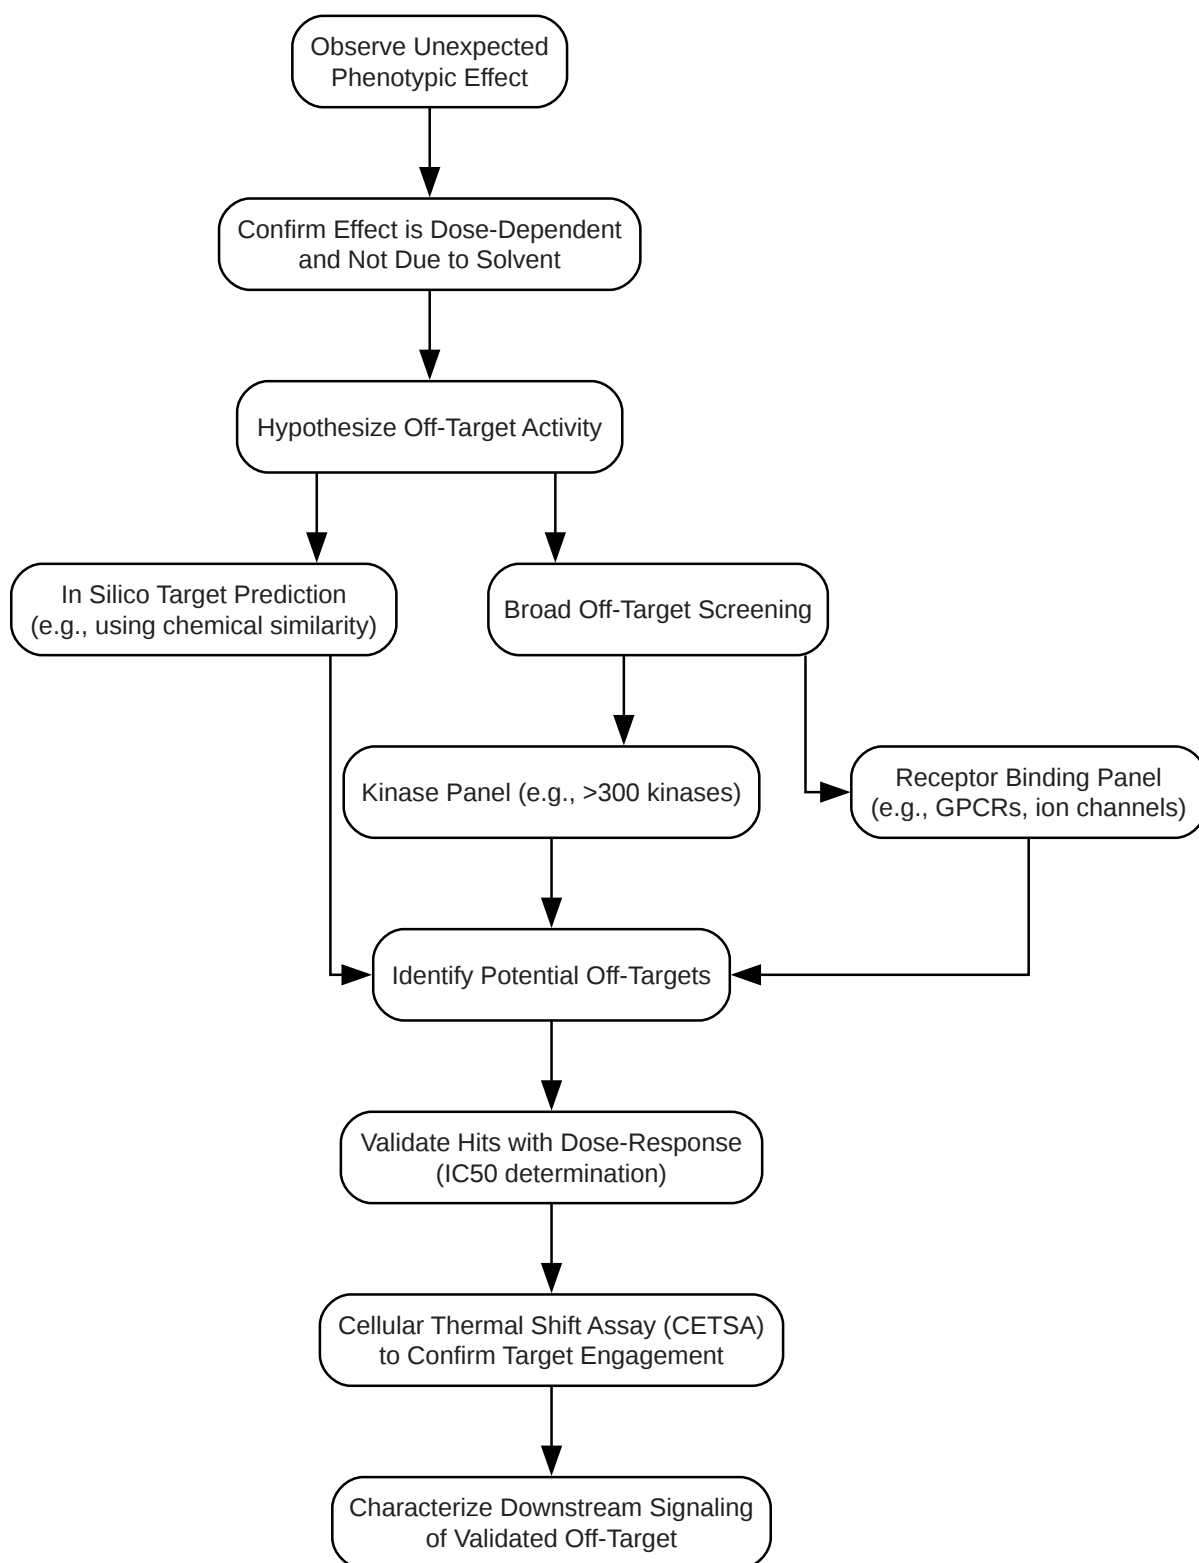 Observe Unexpected
Phenotypic Effect
Confirm Effect is Dose-Dependent
and Not Due to Solvent
Hypothesize Off-Target Activity
In Silico Target Prediction
(e.g., using chemical similarity)
Broad Off-Target Screening
Kinase Panel (e.g., >300 kinases)
Receptor Binding Panel
(e.g., GPCRs, ion channels)
Identify Potential Off-Targets
Validate Hits with Dose-Response
(IC50 determination)
Cellular Thermal Shift Assay (CETSA)
to Confirm Target Engagement
Characterize Downstream Signaling
of Validated Off-Target